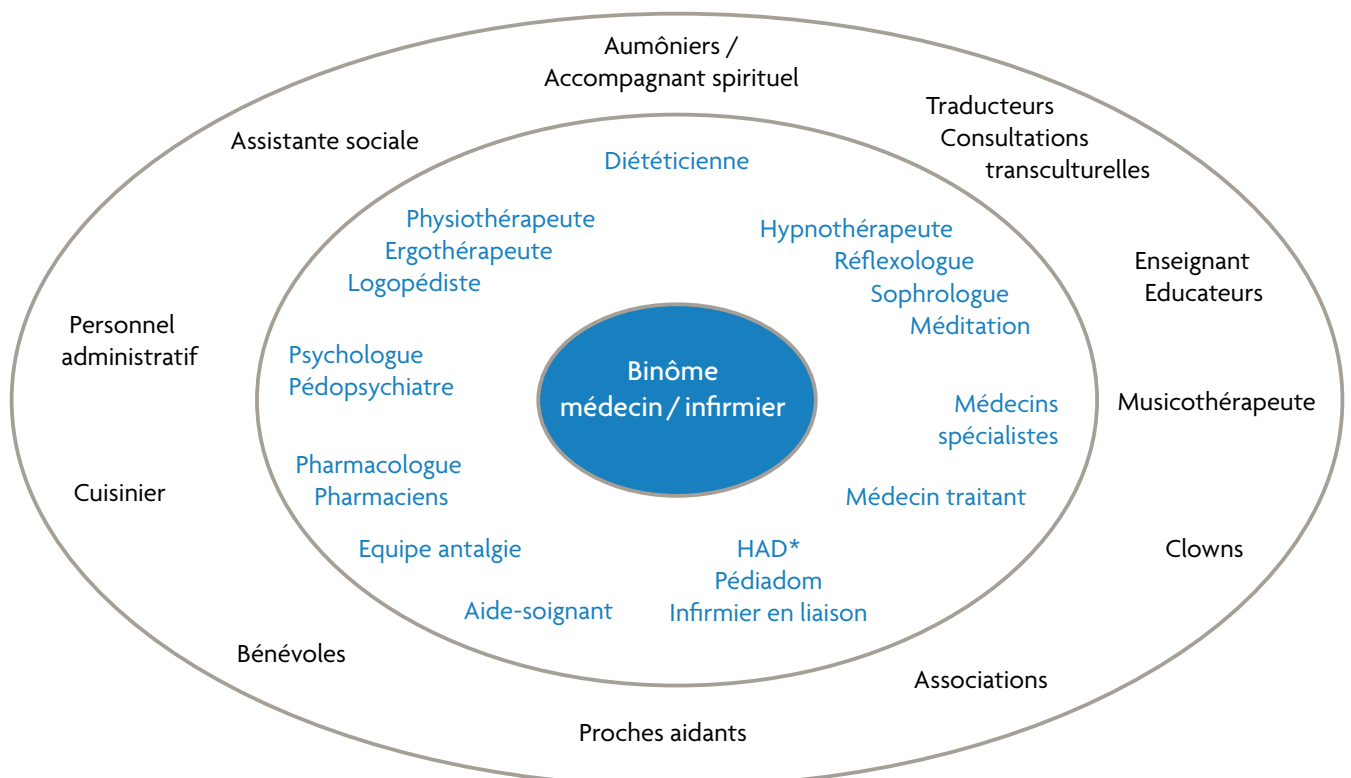 Aumôniers /
Accompagnant spirituel
Traducteurs
Consultations
transculturelles
Assistante sociale
Diététicienne
Physiothérapeute
Ergothérapeute
Logopédiste
Hypnothérapeute
Réflexologue
Sophrologue
Méditation
Enseignant
Educateurs
Personnel
administratif
Psychologue
Pédopsychiatre
Binôme
médecin / infirmier
Médecins
spécialistes
Musicothérapeute
Pharmacologue
Pharmaciens
Cuisinier
Médecin traitant
Equipe antalgie
HAD*
Pédiadom
Infirmier en liaison
Clowns
Aide-soignant
Bénévoles
Associations
Proches aidants